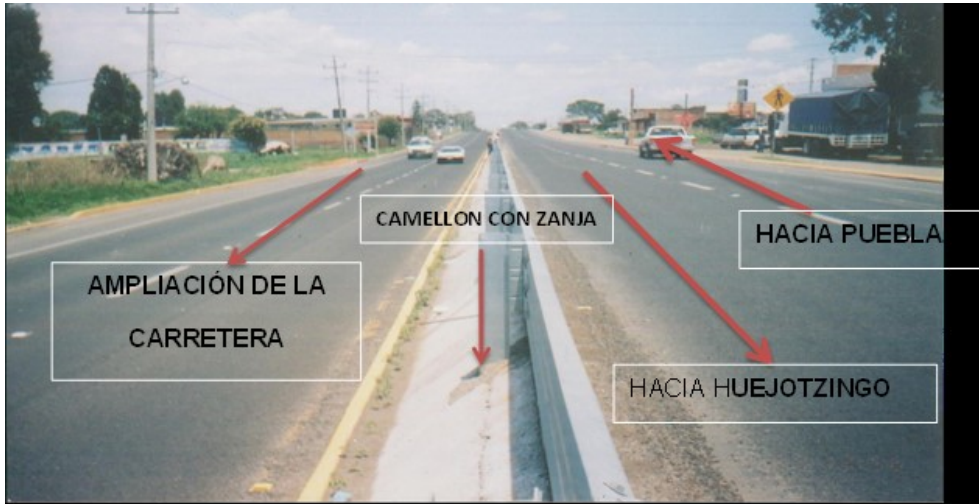 CAMELLON CON ZANJA
HACIA PUEBLA
AMPLIACIÓN DE LA
CARRETERA
HACIA HUEJOTZINGO